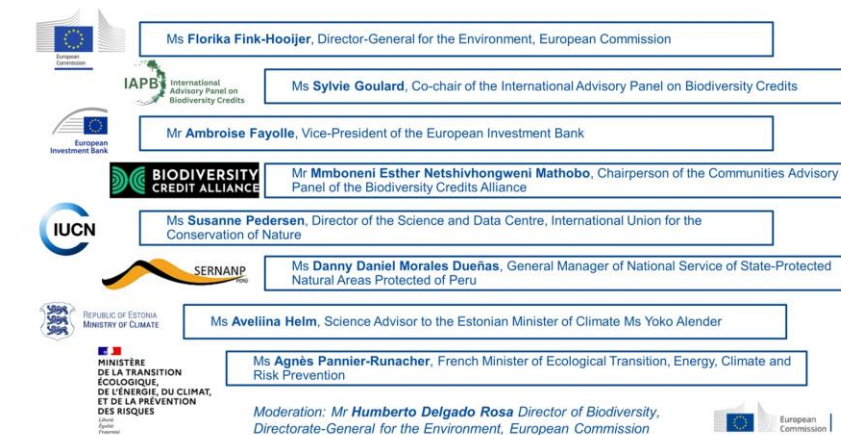 European
Commission
Ms Florika Fink-Hooijer, Director-General for the Environment, European Commission
IAPB
International
Advisory Panel on
Biodiversity Credits
Ms Sylvie Goulard, Co-chair of the International Advisory Panel on Biodiversity Credits
European
Investment Bank
Mr Ambroise Fayolle, Vice-President of the European Investment Bank
BIODIVERSITY
CREDIT ALLIANCE
Mr Mmboneni Esther Netshivhongweni Mathobo, Chairperson of the Communities Advisory
Panel of the Biodiversity Credits Alliance
IUCN
Ms Susanne Pedersen, Director of the Science and Data Centre, International Union for the
Conservation of Nature
SERNANP
PERÚ
Ms Danny Daniel Morales Dueñas, General Manager of National Service of State-Protected
Natural Areas Protected of Peru
REPUBLIC OF ESTONIA
MINISTRY OF CLIMATE
Ms Aveliina Helm, Science Advisor to the Estonian Minister of Climate Ms Yoko Alender
MINISTÈRE
DE LA TRANSITION
ÉCOLOGIQUE,
DE L'ÉNERGIE, DU CLIMAT,
ET DE LA PRÉVENTION
DES RISQUES
Liberté
Égalité
Fraternité
Ms Agnès Pannier-Runacher, French Minister of Ecological Transition, Energy, Climate and
Risk Prevention
Moderation: Mr Humberto Delgado Rosa Director of Biodiversity,
Directorate-General for the Environment, European Commission
European
Commission